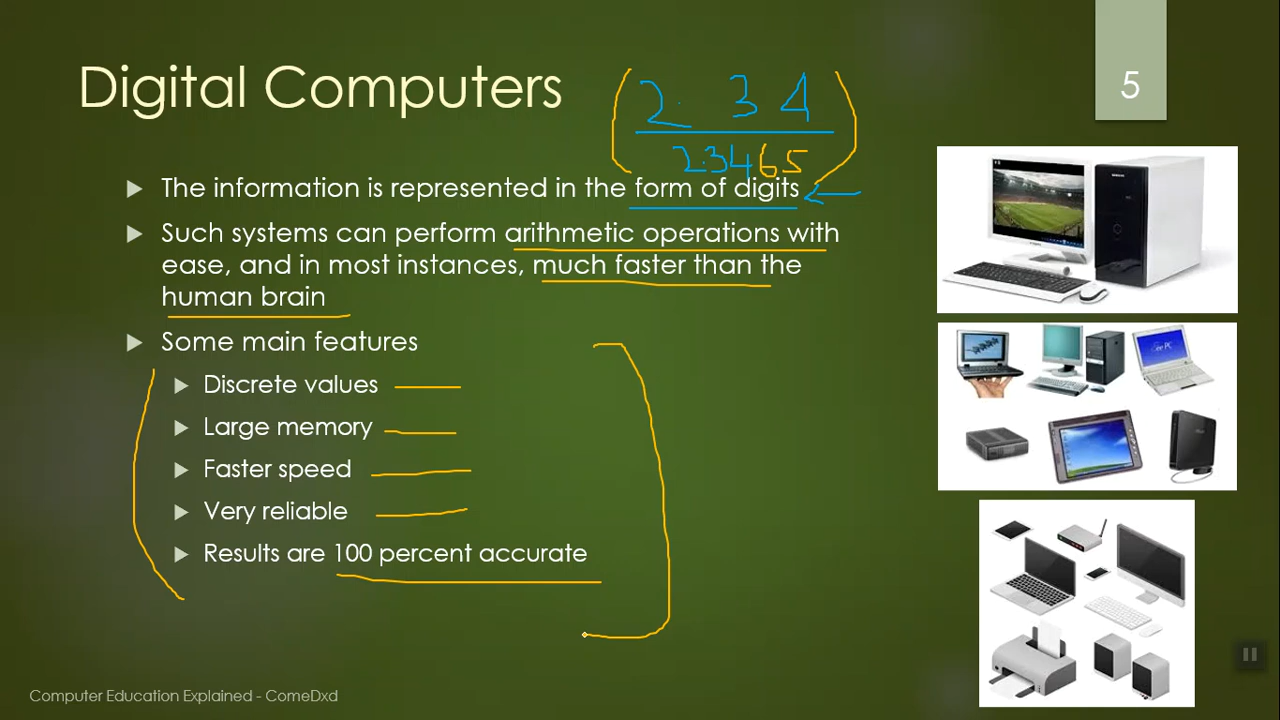 Digital Computers
5
2. 3 4
2.3465
The information is represented in the form of digits
Such systems can perform arithmetic operations with
ease, and in most instances, much faster than the
human brain
Some main features
Discrete values
Large memory
Faster speed
Very reliable
Results are 100 percent accurate
Computer Education Explained - ComeDxd